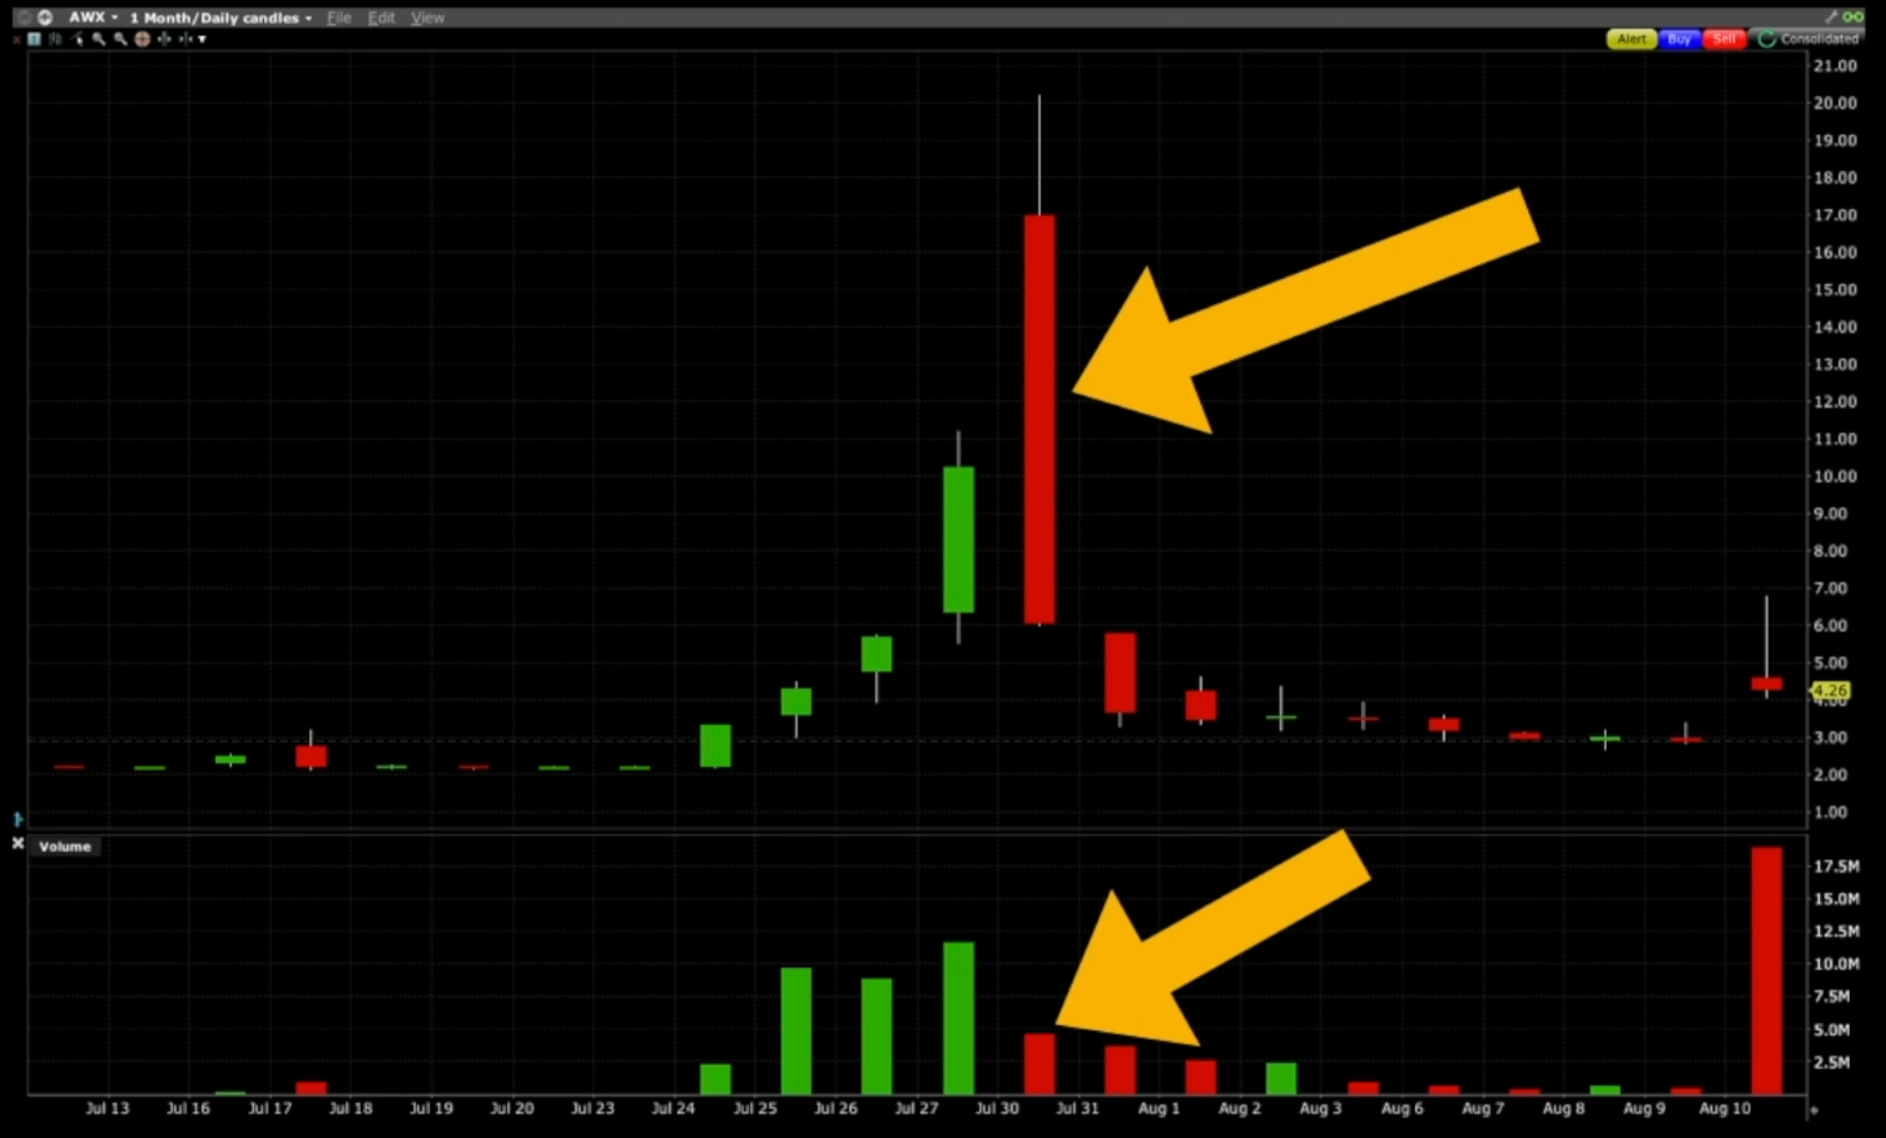 AWX 1 Month/Daily candles File Edit View
Alert Buy Sell Consolidated
21.00
20.00
19.00
18.00
17.00
16.00
15.00
14.00
13.00
12.00
11.00
10.00
9.00
8.00
7.00
6.00
5.00
4.26
4.00
3.00
2.00
1.00
Volume
17.5M
15.0M
12.5M
10.0M
7.5M
5.0M
2.5M
Jul 13 Jul 16 Jul 17 Jul 18 Jul 19 Jul 20 Jul 23 Jul 24 Jul 25 Jul 26 Jul 27 Jul 30 Jul 31 Aug 1 Aug 2 Aug 3 Aug 6 Aug 7 Aug 8 Aug 9 Aug 10